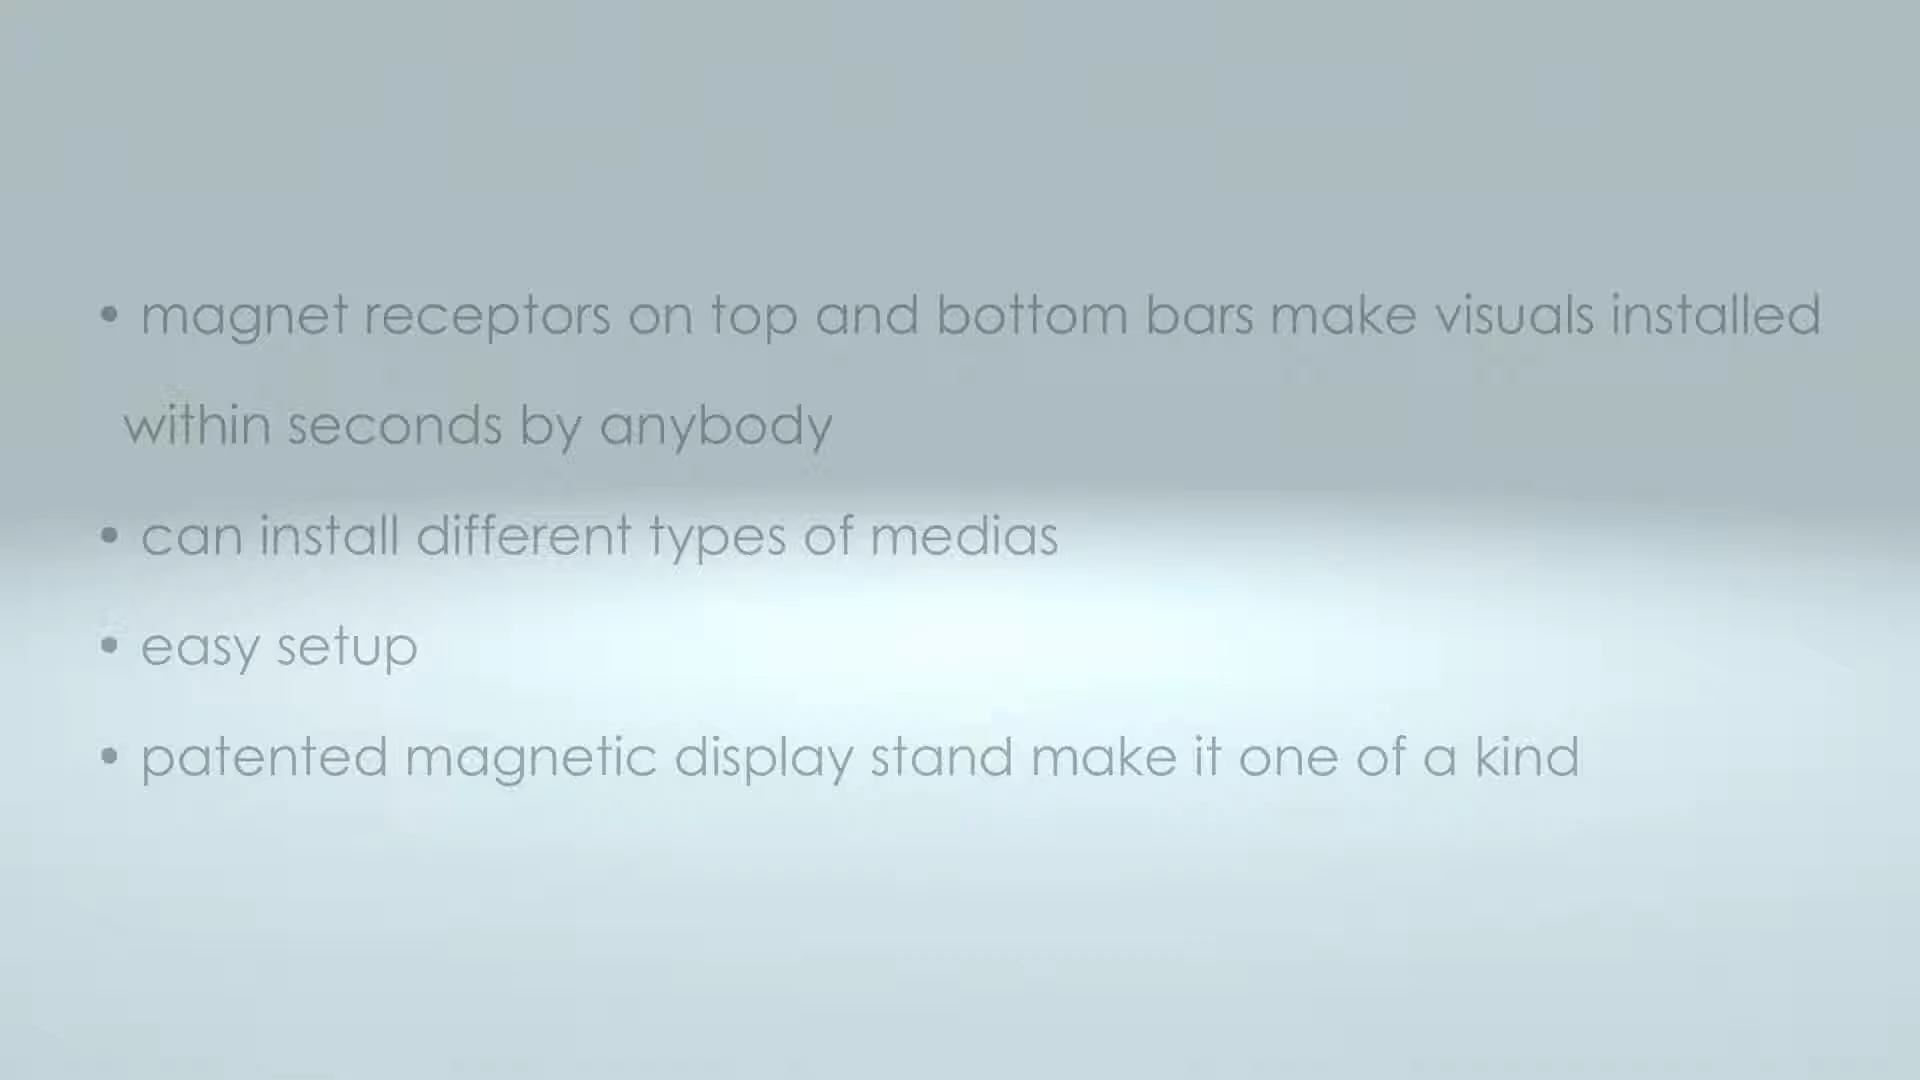 • magnet receptors on top and bottom bars make visuals installed
within seconds by anybody
• can install different types of medias
• easy setup
• patented magnetic display stand make it one of a kind